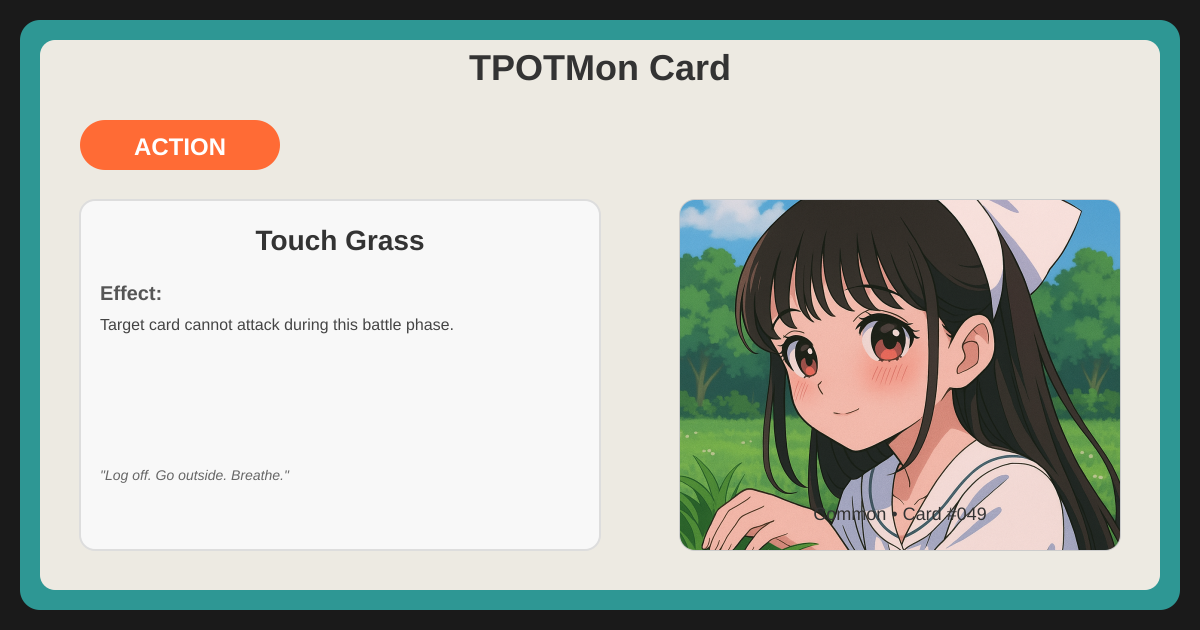 TPOTMon Card
ACTION
Touch Grass
Effect:
Target card cannot attack during this battle phase.
"Log off. Go outside. Breathe."
Common • Card #049